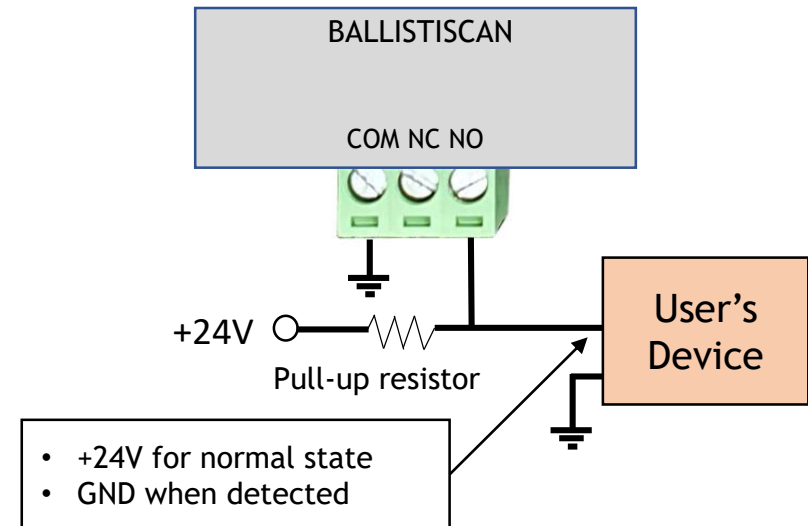 BALLISTISCAN
COM NC NO
+24V
User's
Device
Pull-up resistor
• +24V for normal state
• GND when detected